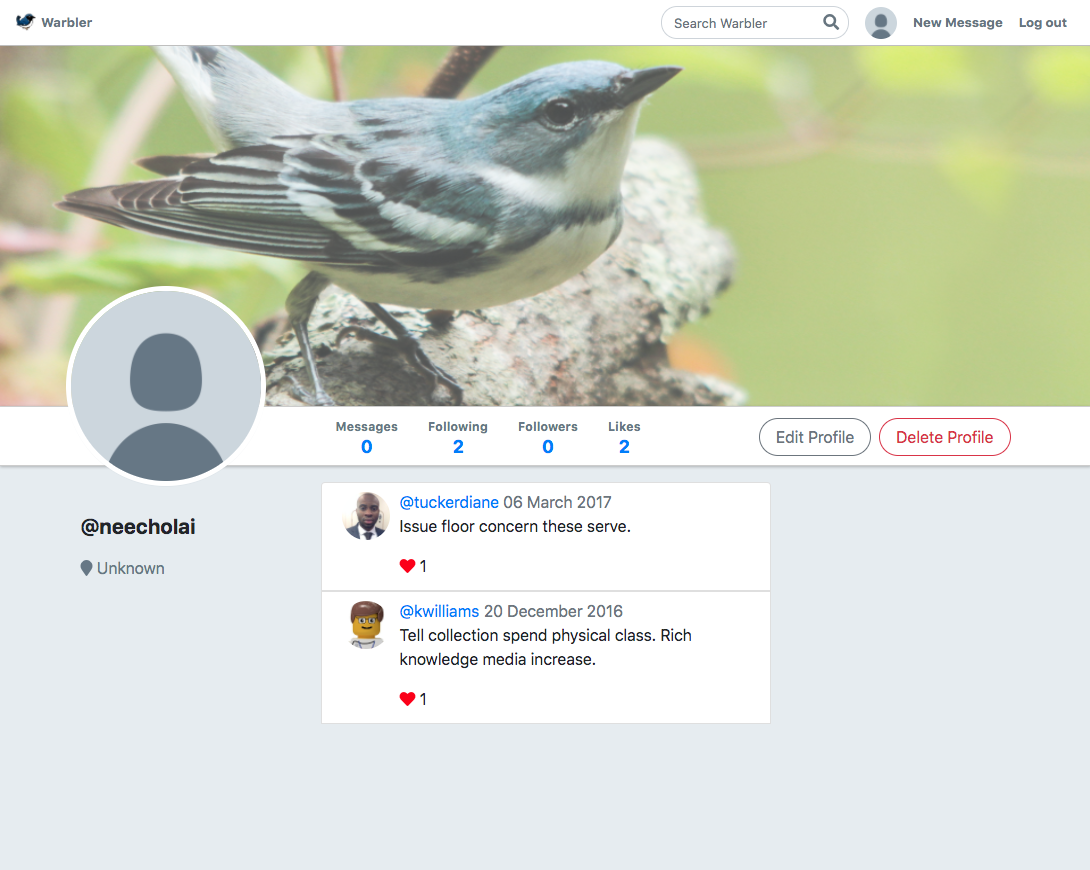 Warbler
Search Warbler
New Message
Log out
Messages
0
Following
2
Followers
0
Likes
2
Edit Profile
Delete Profile
@neecholai
Unknown
@tuckerdiane 06 March 2017
Issue floor concern these serve.
1
@kwilliams 20 December 2016
Tell collection spend physical class. Rich
knowledge media increase.
1